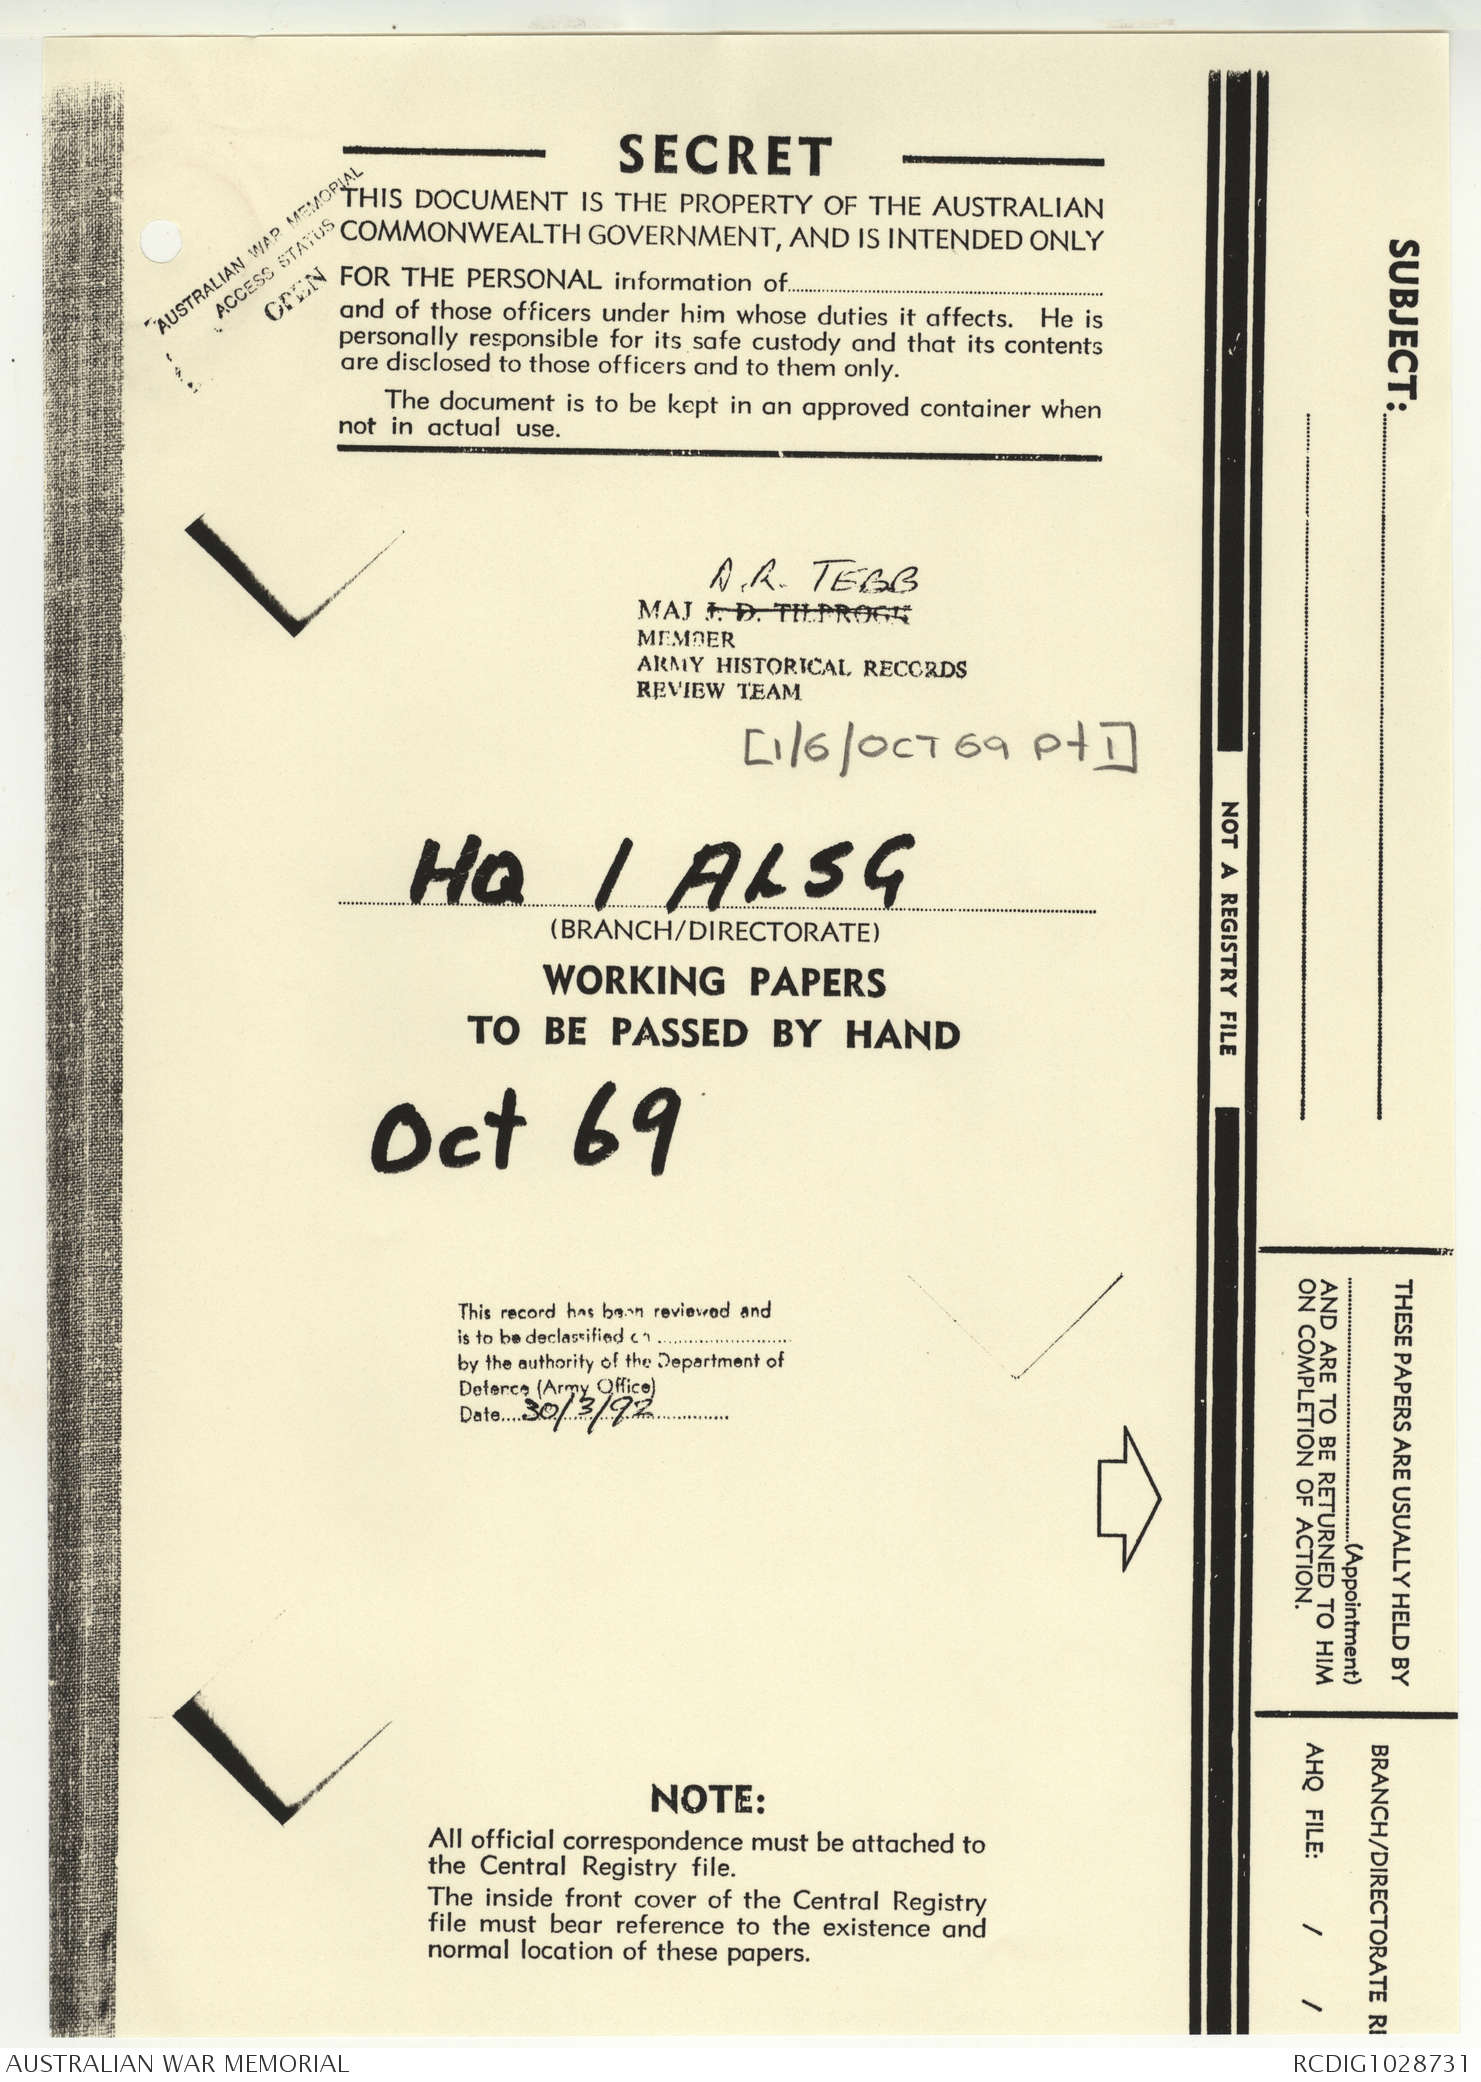 SECRET
THIS DOCUMENT IS THE PROPERTY OF THE AUSTRALIAN
COMMONWEALTH GOVERNMENT, AND IS INTENDED ONLY
FOR THE PERSONAL information of
and of those officers under him whose duties it affects. He is
personally responsible for its safe custody and that its contents
are disclosed to those officers and to them only.
The document is to be kept in an approved container when
not in actual use.
AUSTRALIAN WAR MEMORIAL
ACCESS STATUS
OPEN
A.R. TEBB
MAJ J. D. TILBROOK
MEMBER
ARMY HISTORICAL RECORDS
REVIEW TEAM
[1/6/OCT 69 Pt 1]
HQ 1 ALSG
(BRANCH/DIRECTORATE)
WORKING PAPERS
TO BE PASSED BY HAND
Oct 69
This record has been reviewed and
is to be declassified on
by the authority of the Department of
Defence (Army Office)
Date....30/3/92
NOTE:
All official correspondence must be attached to
the Central Registry file.
The inside front cover of the Central Registry
file must bear reference to the existence and
normal location of these papers.
NOT A REGISTRY FILE
SUBJECT:
THESE PAPERS ARE USUALLY HELD BY
(Appointment)
AND ARE TO BE RETURNED TO HIM
ON COMPLETION OF ACTION.
BRANCH/DIRECTORATE
AHQ FILE: / /
AUSTRALIAN WAR MEMORIAL
RCDIG1028731